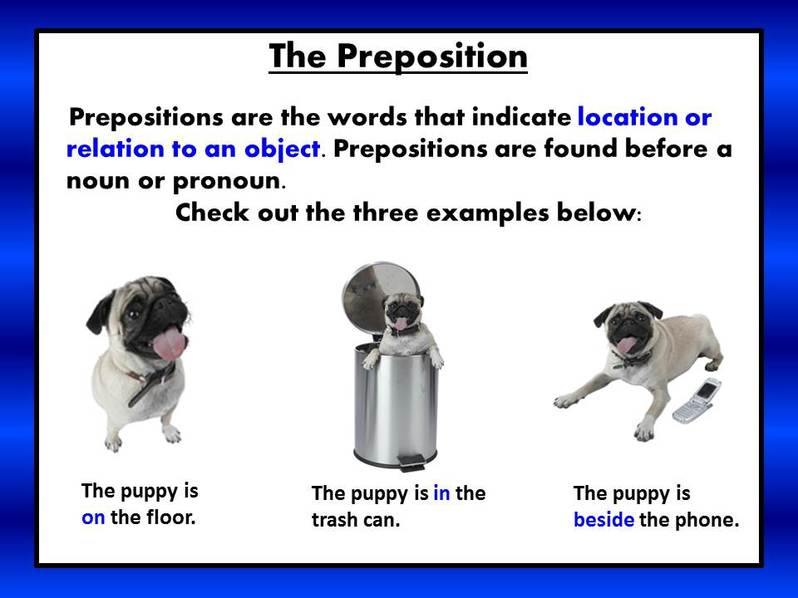 The Preposition
Prepositions are the words that indicate location or
relation to an object. Prepositions are found before a
noun or pronoun.
Check out the three examples below:
The puppy is
on the floor.
The puppy is in the
trash can.
The puppy is
beside the phone.